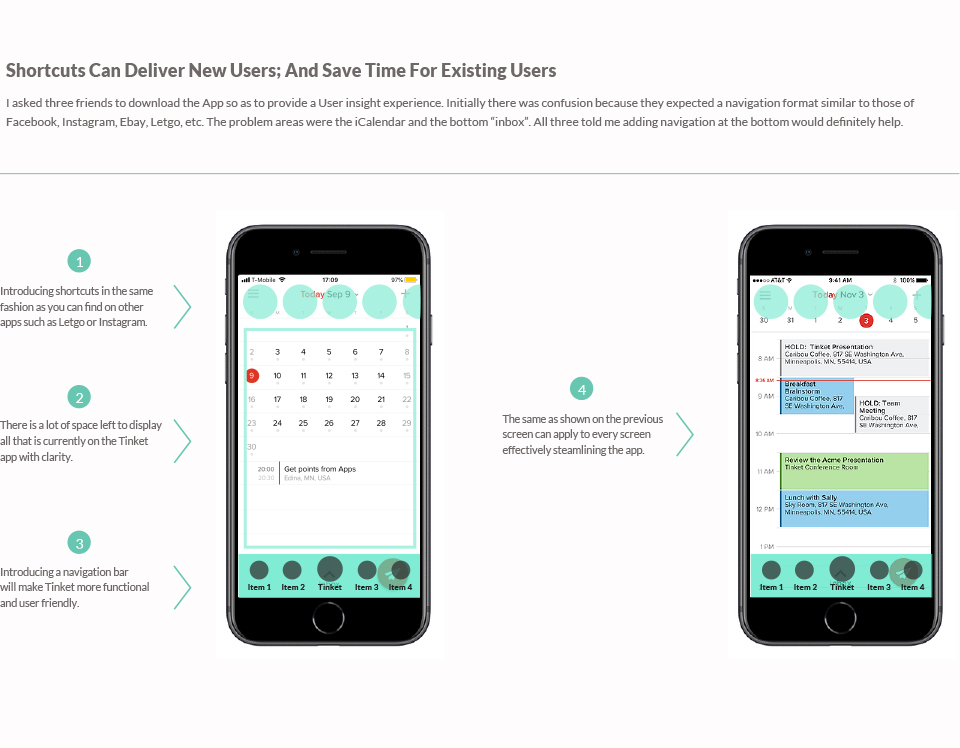 Shortcuts Can Deliver New Users; And Save Time For Existing Users
I asked three friends to download the App so as to provide a User insight experience. Initially there was confusion because they expected a navigation format similar to those of
Facebook, Instagram, Ebay, Letgo, etc. The problem areas were the iCalendar and the bottom “inbox”. All three told me adding navigation at the bottom would definitely help.
1
Introducing shortcuts in the same
fashion as you can find on other
apps such as Letgo or Instagram.
2
There is a lot of space left to display
all that is currently on the Tinket
app with clarity.
3
Introducing a navigation bar
will make Tinket more functional
and user friendly.
T-Mobile 17:09 97%
Today Sep 9
1
2 3 4 5 6 7 8
9 10 11 12 13 14 15
16 17 18 19 20 21 22
23 24 25 26 27 28 29
30
20:00 Get points from Apps
20:30 Edina, MN, USA
Item 1 Item 2 Tinket Item 3 Item 4
4
The same as shown on the previous
screen can apply to every screen
effectively steamlining the app.
AT&T 9:41 AM 100%
Today Nov 3
30 31 1 2 3 4 5
HOLD: Tinket Presentation
Caribou Coffee, 817 SE Washington Ave,
Minneapolis, MN, 55414, USA
8 AM
8:36 AM
Breakfast
Brainstorm
Caribou Coffee, 817
SE Washington Ave,
9 AM
HOLD: Team
Meeting
Caribou Coffee, 817
SE Washington Ave,
10 AM
Review the Acme Presentation
Tinket Conference Room
11 AM
Lunch with Sally
Sky Room, 817 SE Washington Ave,
Minneapolis, MN, 55414, USA
12 PM
1 PM
Item 1 Item 2 Tinket Item 3 Item 4